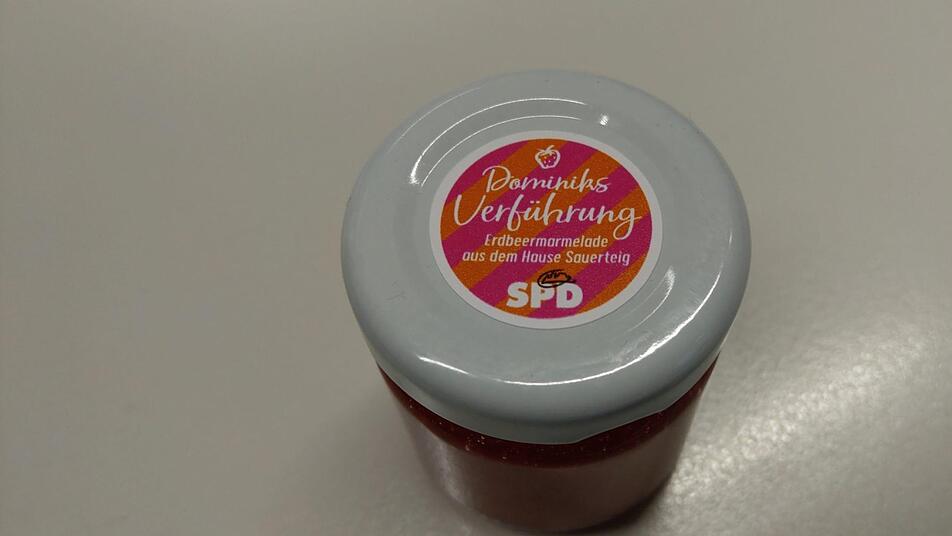 Dominiks
Verführung
Erdbeermarmelade
aus dem Hause Sauerteig
SPD